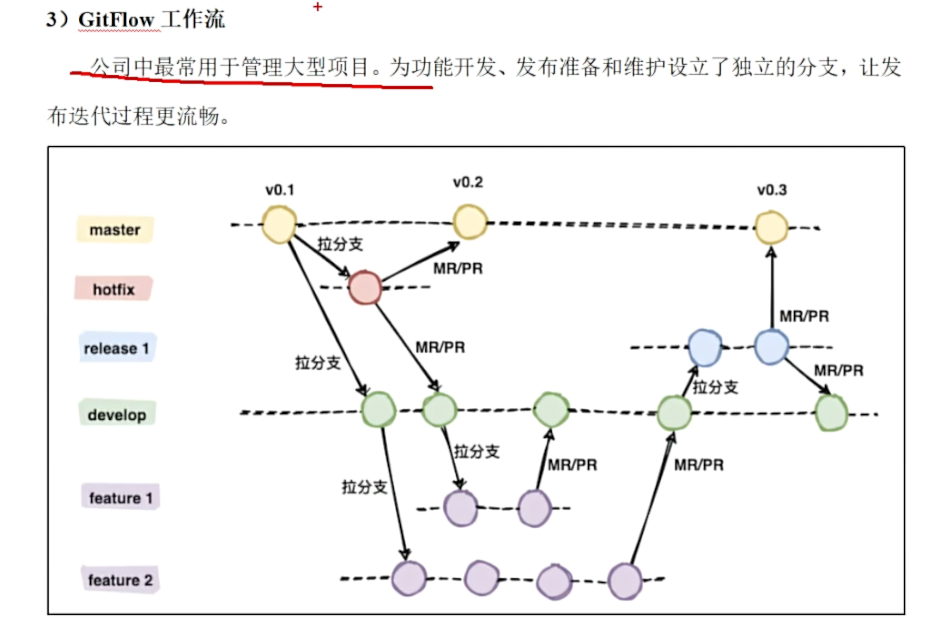 3）GitFlow 工作流
公司中最常用于管理大型项目。为功能开发、发布准备和维护设立了独立的分支，让发
布迭代过程更流畅。
v0.1
v0.2
v0.3
master
拉分支
MR/PR
hotfix
MR/PR
release 1
MR/PR
拉分支
MR/PR
拉分支
develop
拉分支
MR/PR
MR/PR
拉分支
feature 1
feature 2